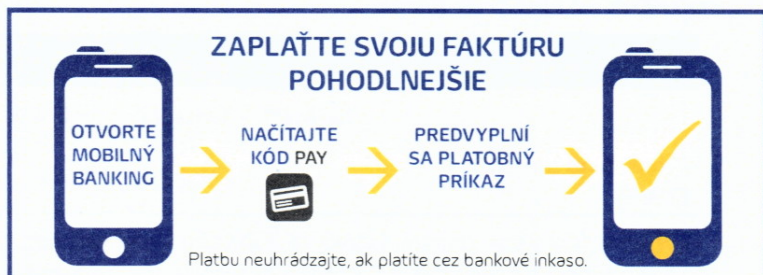 ZAPLAŤTE SVOJU FAKTÚRU
POHODLNEJŠIE
OTVORTE
MOBILNÝ
BANKING
NAČÍTAJTE
KÓD PAY
PREDVYPLNÍ
SA PLATOBNÝ
PRÍKAZ
Platbu neuhrádzajte, ak platíte cez bankové inkaso.